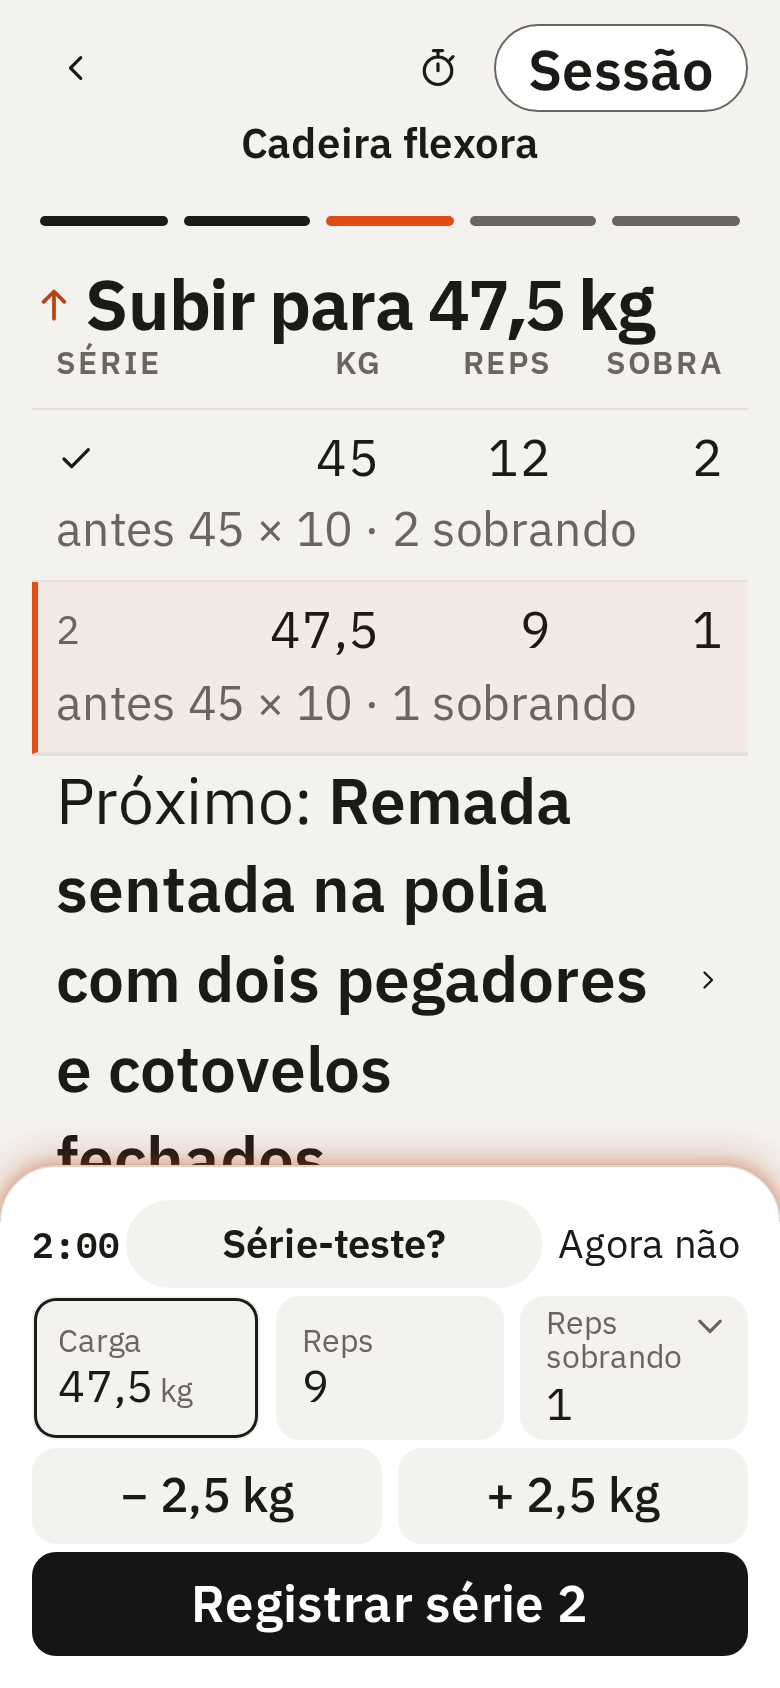 Sessão
Cadeira flexora
Subir para 47,5 kg
SÉRIE KG REPS SOBRA
45 12 2
antes 45 × 10 · 2 sobrando
2 47,5 9 1
antes 45 × 10 · 1 sobrando
Próximo: Remada
sentada na polia
com dois pegadores
e cotovelos
fechados
2:00 Série-teste? Agora não
Carga
47,5 kg
Reps
9
Reps
sobrando
1
− 2,5 kg + 2,5 kg
Registrar série 2